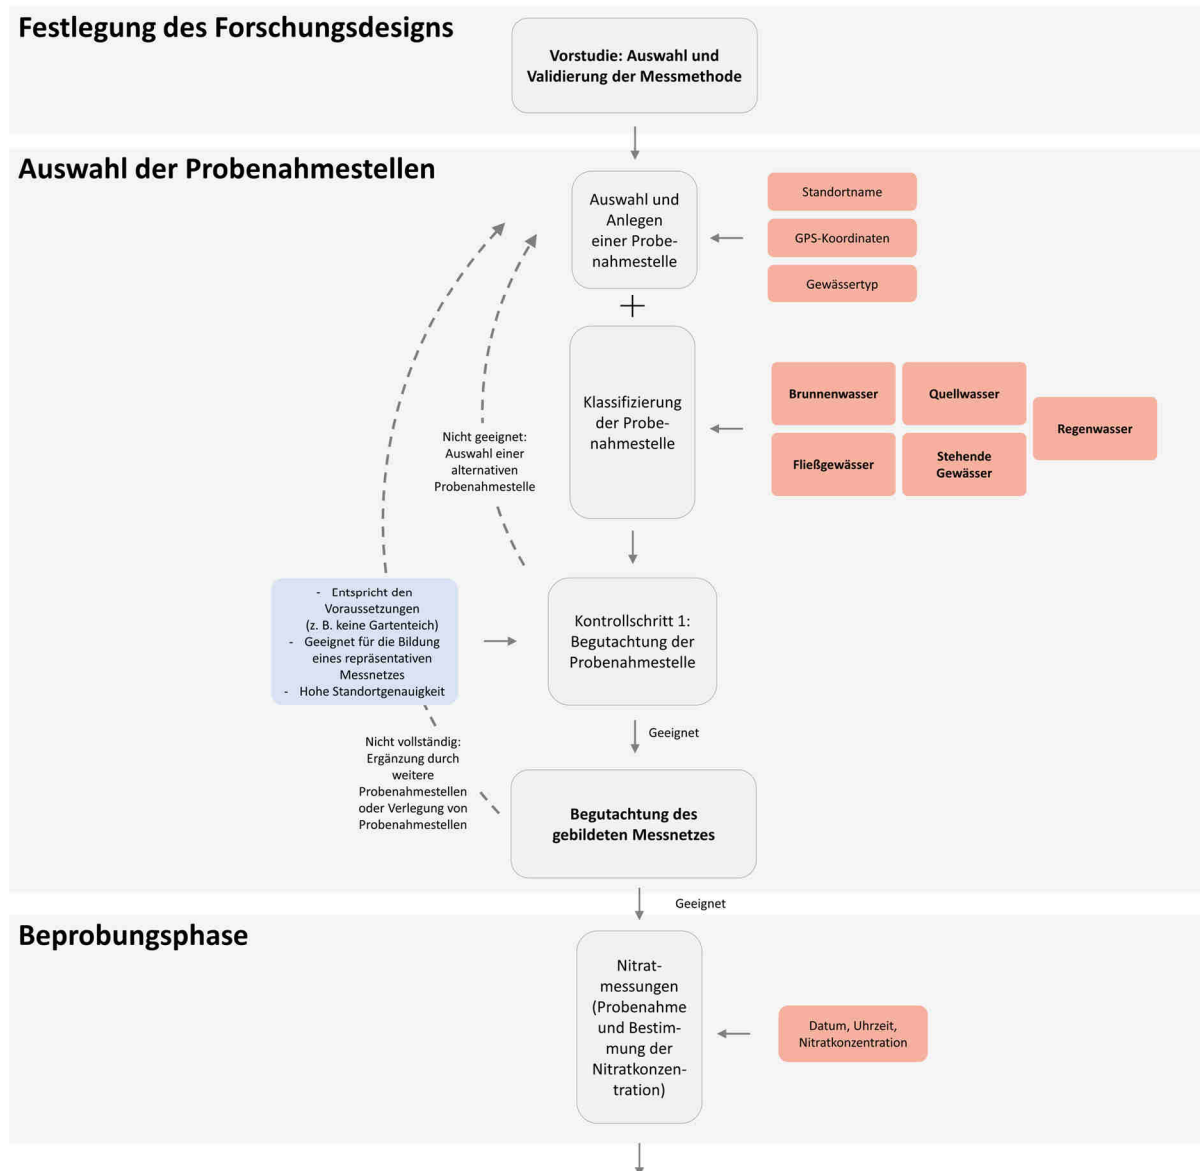 Festlegung des Forschungsdesigns
Vorstudie: Auswahl und
Validierung der Messmethode
Auswahl der Probenahmestellen
Auswahl und
Anlegen
einer Probe-
nahmestelle
Standortname
GPS-Koordinaten
Gewässertyp
+
Klassifizierung
der Probe-
nahmestelle
Brunnenwasser
Quellwasser
Regenwasser
Fließgewässer
Stehende
Gewässer
Nicht geeignet:
Auswahl einer
alternativen
Probenahmestelle
- Entspricht den
Voraussetzungen
(z. B. keine Gartenteich)
- Geeignet für die Bildung
eines repräsentativen
Messnetzes
- Hohe Standortgenauigkeit
Kontrollschritt 1:
Begutachtung der
Probenahmestelle
Geeignet
Nicht vollständig:
Ergänzung durch
weitere
Probenahmestellen
oder Verlegung von
Probenahmestellen
Begutachtung des
gebildeten Messnetzes
Geeignet
Beprobungsphase
Nitrat-
messungen
(Probenahme
und Bestim-
mung der
Nitratkonzen-
tration)
Datum, Uhrzeit,
Nitratkonzentration